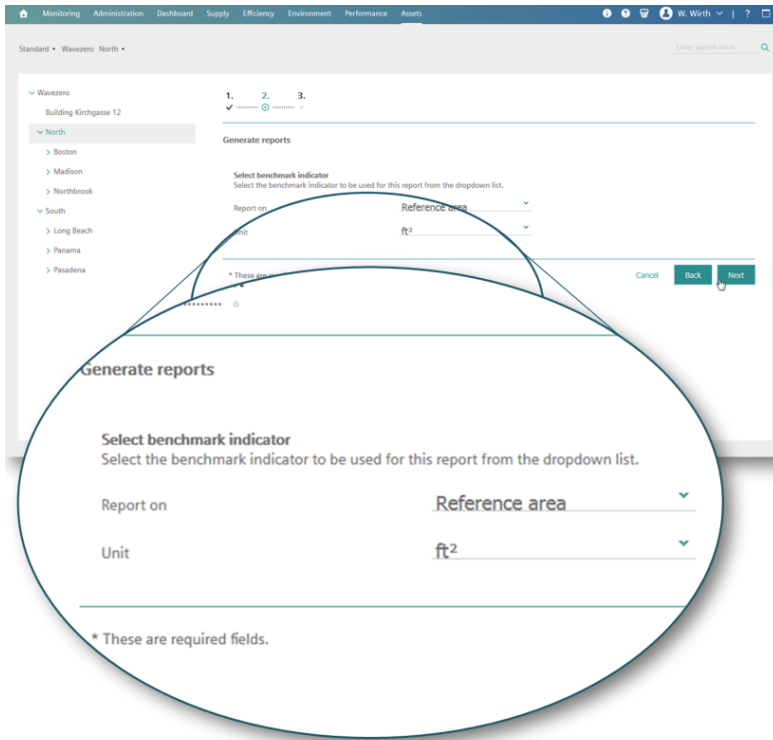 Monitoring Administration Dashboard Supply Efficiency Environment Performance Assets W. Wirth | ?
Standard Wavezero North Enter search term
Wavezero
Building Kirchgasse 12
North
Boston
Madison
Northbrook
South
Long Beach
Panama
Pasadena
1. 2. 3.
Generate reports
Select benchmark indicator
Select the benchmark indicator to be used for this report from the dropdown list.
Report on Reference area
Unit ft²
* These are
Cancel Back Next
Generate reports
Select benchmark indicator
Select the benchmark indicator to be used for this report from the dropdown list.
Report on Reference area
Unit ft²
* These are required fields.